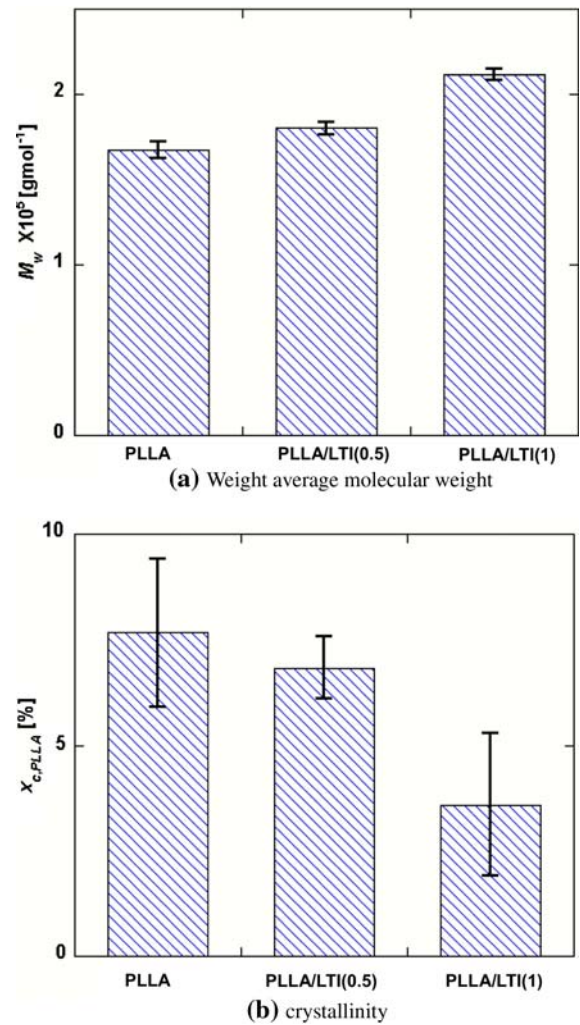 2
1
0
M_w X10^5 [gmol^-1]
PLLA PLLA/LTI(0.5) PLLA/LTI(1)
(a) Weight average molecular weight
10
5
0
x_c,PLLA [%]
PLLA PLLA/LTI(0.5) PLLA/LTI(1)
(b) crystallinity